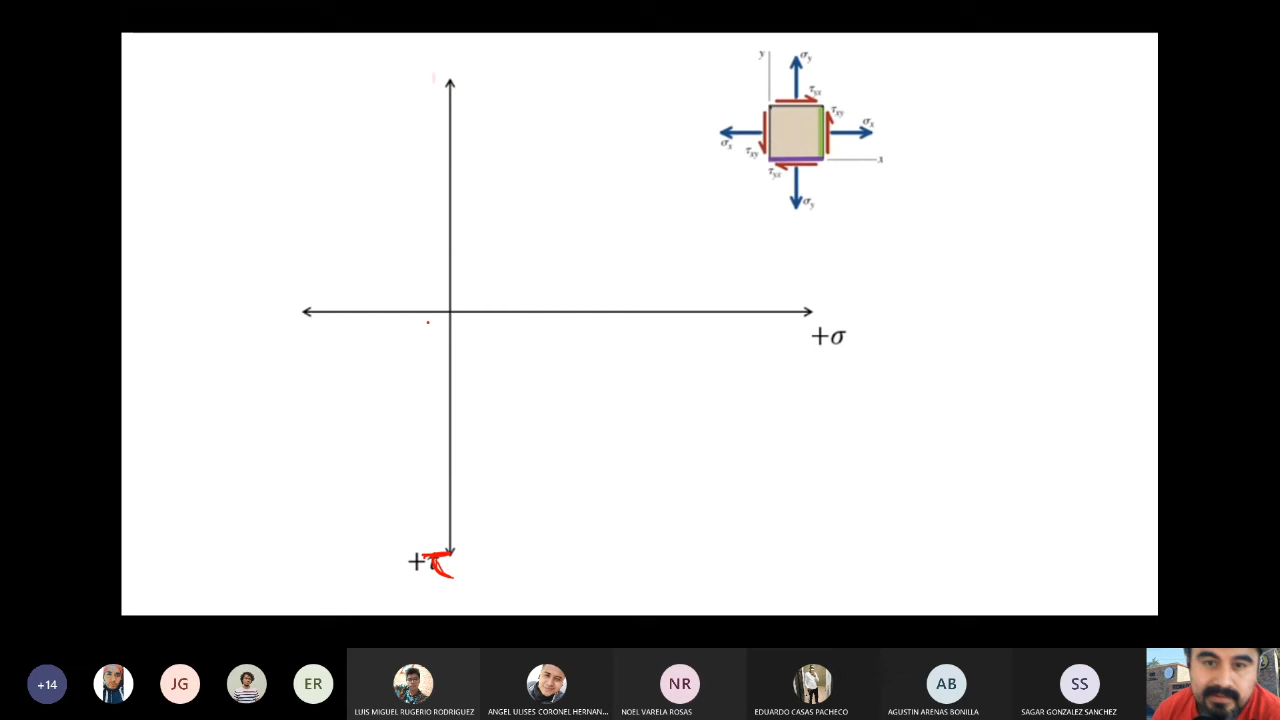 y
σy
τyx
τxy
σx
σx
τxy
x
τyx
σy
+σ
+τ
+14
JG
ER
NR
AB
SS
LUIS MIGUEL RUGERIO RODRIGUEZ
ANGEL ULISES CORONEL HERNAN...
NOEL VARELA ROSAS
EDUARDO CASAS PACHECO
AGUSTIN ARENAS BONILLA
SAGAR GONZALEZ SANCHEZ